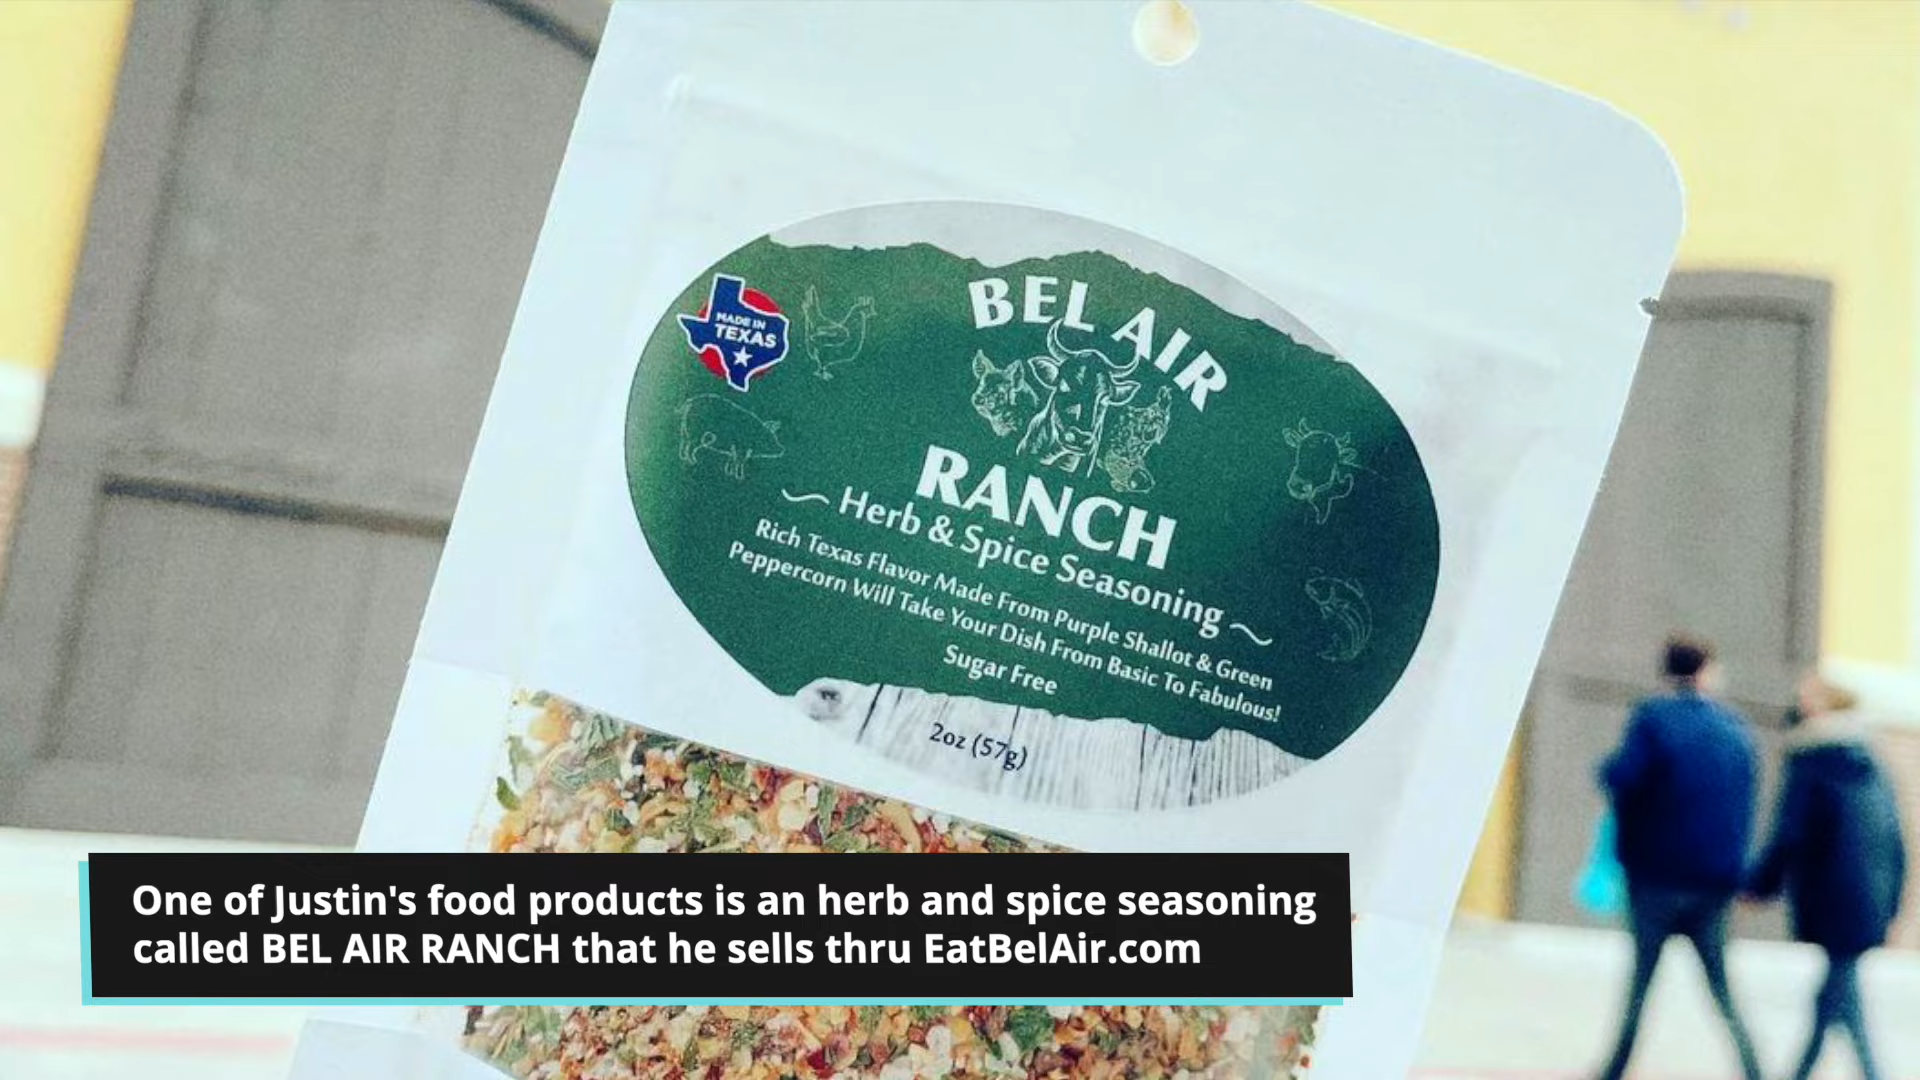 MADE IN
TEXAS
BEL AIR
RANCH
Herb & Spice Seasoning
Rich Texas Flavor Made From Purple Shallot & Green
Peppercorn Will Take Your Dish From Basic To Fabulous!
Sugar Free
2oz (57g)
One of Justin's food products is an herb and spice seasoning
called BEL AIR RANCH that he sells thru EatBelAir.com